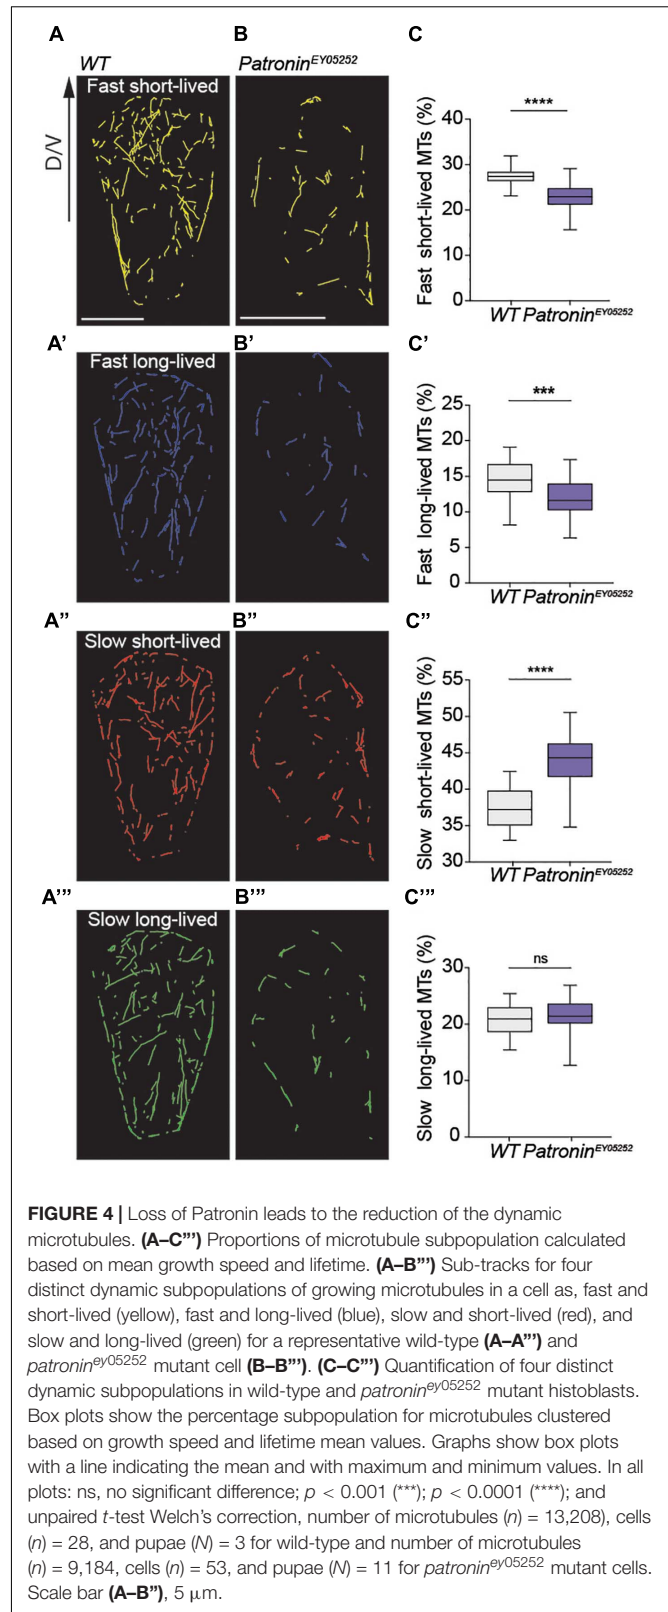 A
B
C
WT
Patronin^EY05252
Fast short-lived
D/V
****
Fast short-lived MTs (%)
40
30
20
10
0
WT Patronin^EY05252
A'
B'
C'
Fast long-lived
***
Fast long-lived MTs (%)
25
20
15
10
5
0
WT Patronin^EY05252
A''
B''
C''
Slow short-lived
****
Slow short-lived MTs (%)
55
50
45
40
35
30
WT Patronin^EY05252
A'''
B'''
C'''
Slow long-lived
ns
Slow long-lived MTs (%)
30
20
10
0
WT Patronin^EY05252
FIGURE 4 | Loss of Patronin leads to the reduction of the dynamic
microtubules. (A–C''') Proportions of microtubule subpopulation calculated
based on mean growth speed and lifetime. (A–B''') Sub-tracks for four
distinct dynamic subpopulations of growing microtubules in a cell as, fast and
short-lived (yellow), fast and long-lived (blue), slow and short-lived (red), and
slow and long-lived (green) for a representative wild-type (A–A''') and
patronin^ey05252 mutant cell (B–B'''). (C–C''') Quantification of four distinct
dynamic subpopulations in wild-type and patronin^ey05252 mutant histoblasts.
Box plots show the percentage subpopulation for microtubules clustered
based on growth speed and lifetime mean values. Graphs show box plots
with a line indicating the mean and with maximum and minimum values. In all
plots: ns, no significant difference; p < 0.001 (***); p < 0.0001 (****); and
unpaired t-test Welch's correction, number of microtubules (n) = 13,208), cells
(n) = 28, and pupae (N) = 3 for wild-type and number of microtubules
(n) = 9,184, cells (n) = 53, and pupae (N) = 11 for patronin^ey05252 mutant cells.
Scale bar (A–B''), 5 μm.